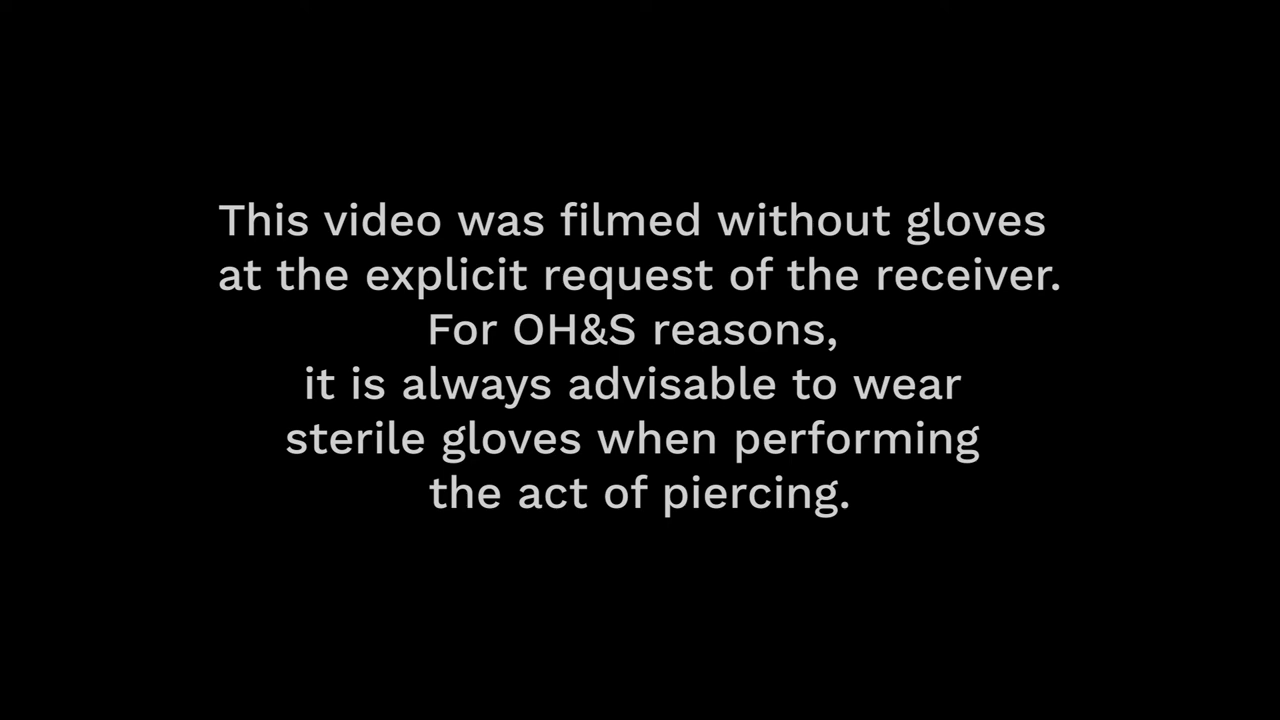 This video was filmed without gloves
at the explicit request of the receiver.
For OH&S reasons,
it is always advisable to wear
sterile gloves when performing
the act of piercing.